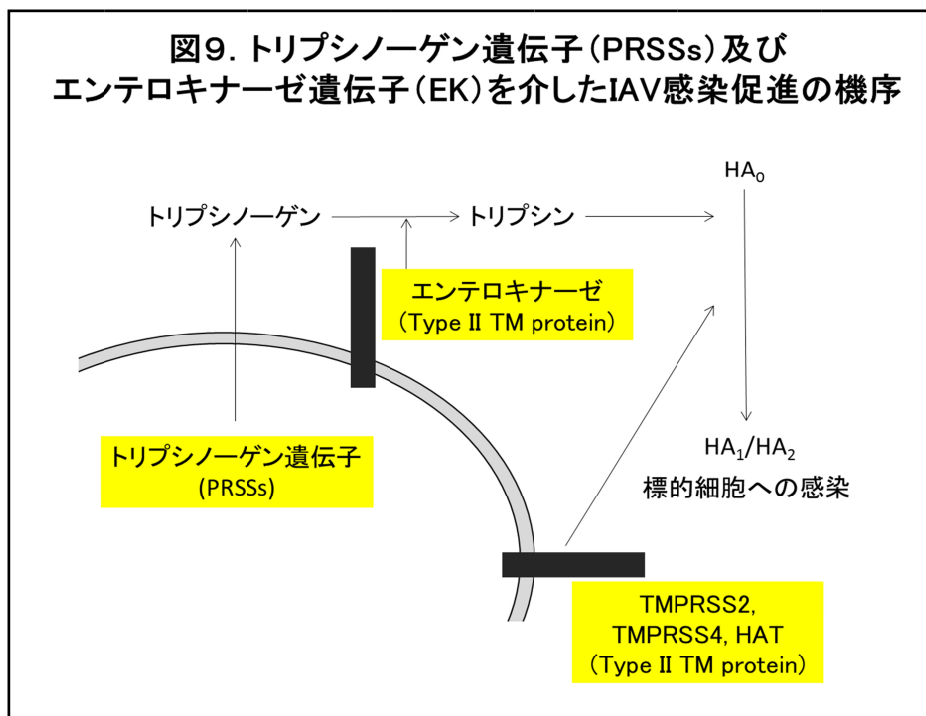 図９．トリプシノーゲン遺伝子（PRSSs）及び
エンテロキナーゼ遺伝子（EK）を介したIAV感染促進の機序
HA₀
トリプシノーゲン
トリプシン
エンテロキナーゼ
（Type II TM protein）
トリプシノーゲン遺伝子
(PRSSs)
HA₁/HA₂
標的細胞への感染
TMPRSS2,
TMPRSS4, HAT
（Type II TM protein）